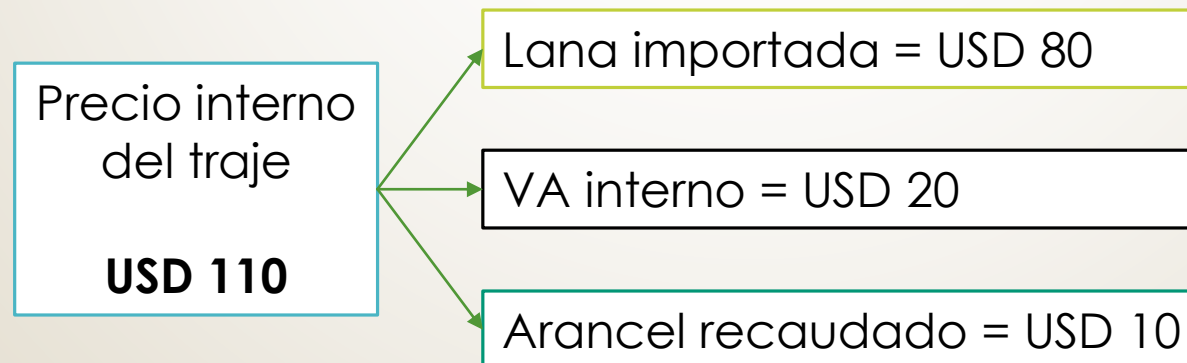 Precio interno
del traje
USD 110
Lana importada = USD 80
VA interno = USD 20
Arancel recaudado = USD 10